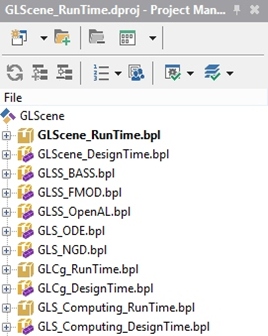 GLScene_RunTime.dproj - Project Man...
File
GLScene
GLScene_RunTime.bpl
GLScene_DesignTime.bpl
GLSS_BASS.bpl
GLSS_FMOD.bpl
GLSS_OpenAL.bpl
GLS_ODE.bpl
GLS_NGD.bpl
GLCg_RunTime.bpl
GLCg_DesignTime.bpl
GLS_Computing_RunTime.bpl
GLS_Computing_DesignTime.bpl